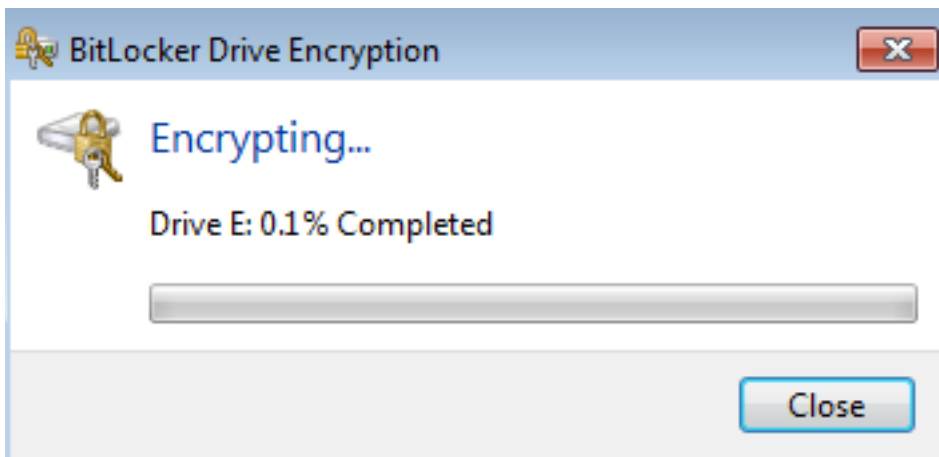 BitLocker Drive Encryption
Encrypting...
Drive E: 0.1% Completed
Close